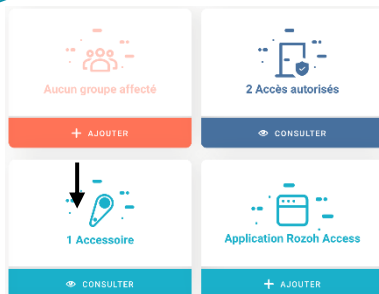 Aucun groupe affecté
2 Accès autorisés
+ AJOUTER
CONSULTER
1 Accessoire
Application Rozoh Access
CONSULTER
+ AJOUTER